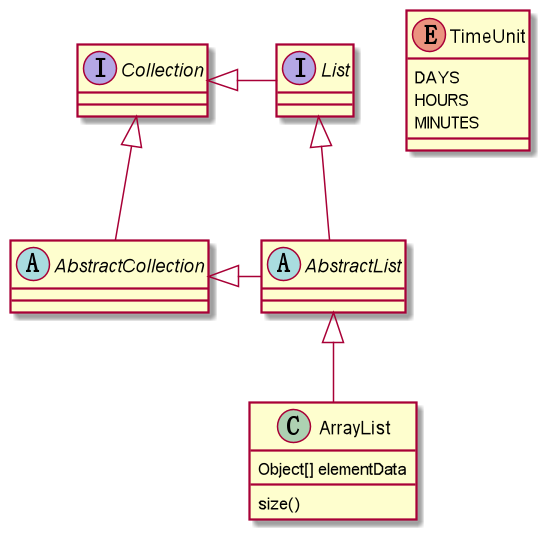 I Collection
I List
E TimeUnit
DAYS
HOURS
MINUTES
A AbstractCollection
A AbstractList
C ArrayList
Object[] elementData
size()